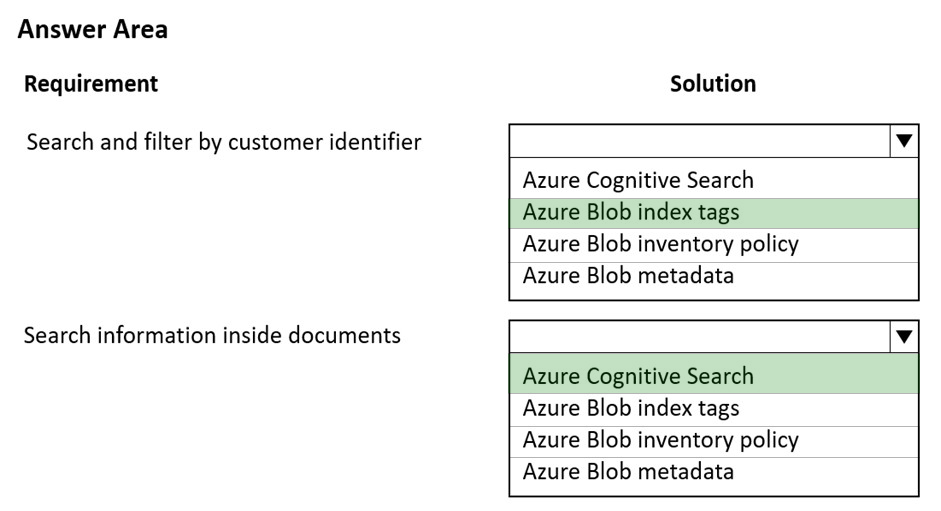 Answer Area
Requirement Solution
Search and filter by customer identifier
Azure Cognitive Search
Azure Blob index tags
Azure Blob inventory policy
Azure Blob metadata
Search information inside documents
Azure Cognitive Search
Azure Blob index tags
Azure Blob inventory policy
Azure Blob metadata